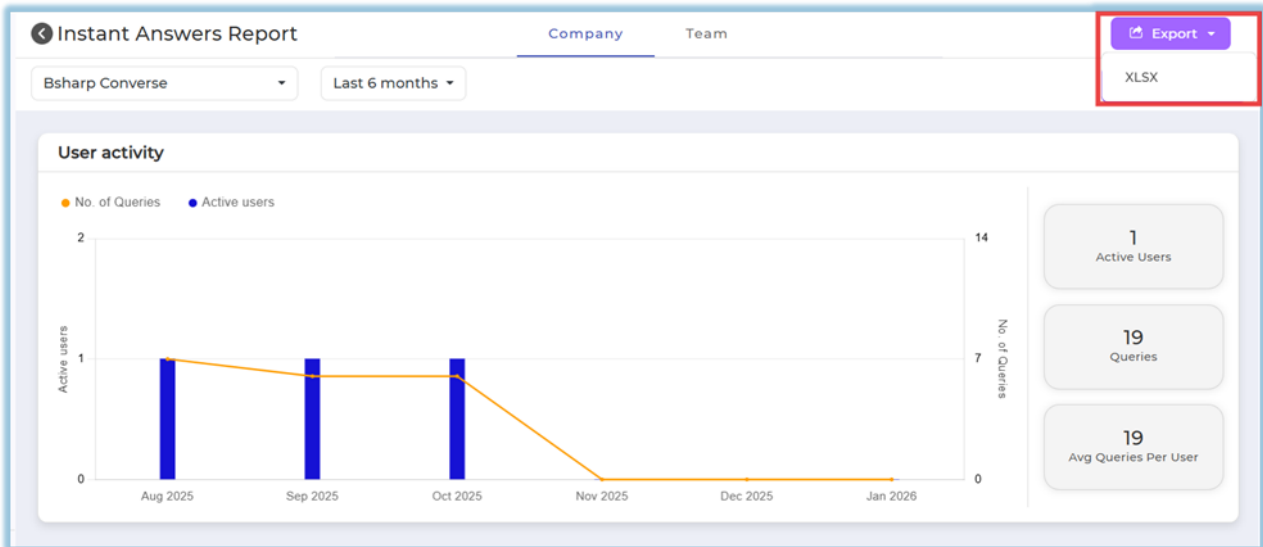 Instant Answers Report
Company
Team
Export
XLSX
Bsharp Converse
Last 6 months
User activity
No. of Queries
Active users
2
1
0
Active users
14
7
0
No. of Queries
Aug 2025
Sep 2025
Oct 2025
Nov 2025
Dec 2025
Jan 2026
1
Active Users
19
Queries
19
Avg Queries Per User